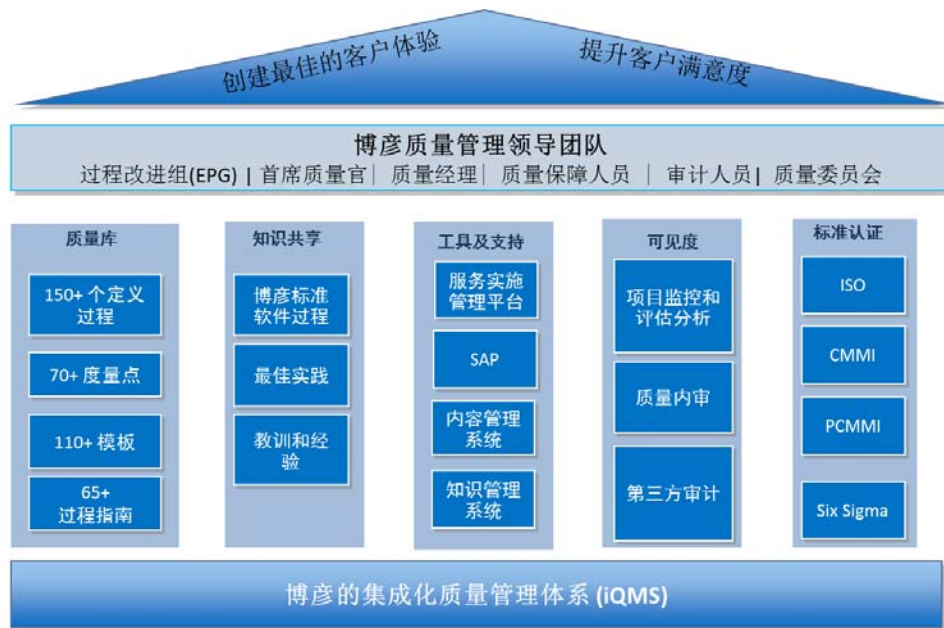 创建最佳的客户体验
提升客户满意度
博彦质量管理领导团队
过程改进组(EPG) | 首席质量官 | 质量经理 | 质量保障人员 | 审计人员 | 质量委员会
质量库
150+ 个定义
过程
70+ 度量点
110+ 模板
65+
过程指南
知识共享
博彦标准
软件过程
最佳实践
教训和经
验
工具及支持
服务实施
管理平台
SAP
内容管理
系统
知识管理
系统
可见度
项目监控和
评估分析
质量内审
第三方审计
标准认证
ISO
CMMI
PCMMI
Six Sigma
博彦的集成化质量管理体系 (iQMS)